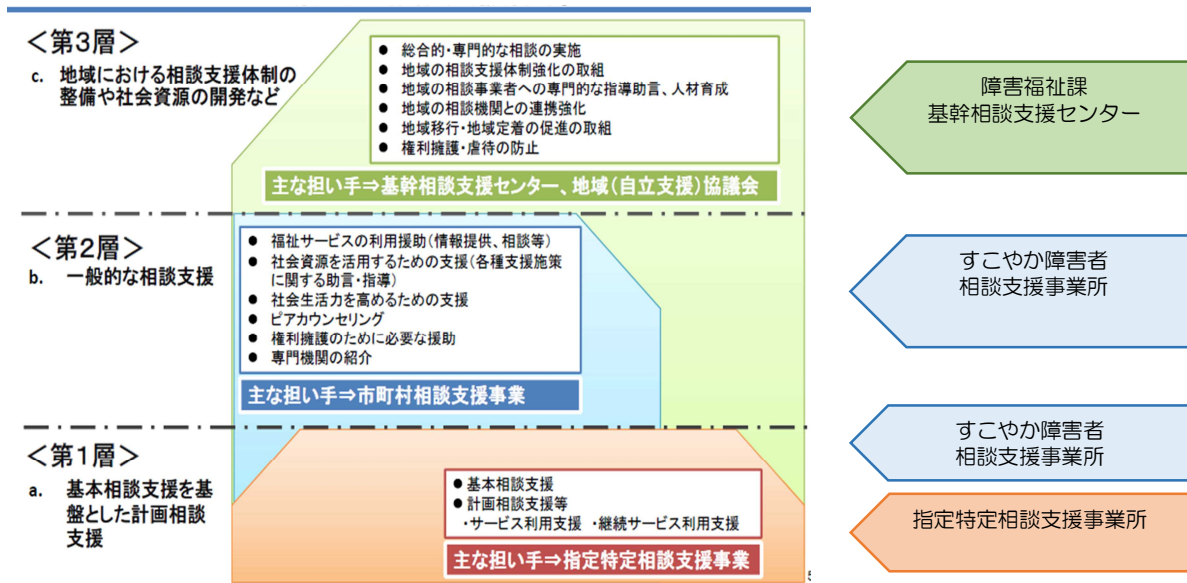 ＜第3層＞
c. 地域における相談支援体制の
整備や社会資源の開発など
● 総合的・専門的な相談の実施
● 地域の相談支援体制強化の取組
● 地域の相談事業者への専門的な指導助言、人材育成
● 地域の相談機関との連携強化
● 地域移行・地域定着の促進の取組
● 権利擁護・虐待の防止
主な担い手⇒基幹相談支援センター、地域（自立支援）協議会
障害福祉課
基幹相談支援センター
＜第2層＞
b. 一般的な相談支援
● 福祉サービスの利用援助（情報提供、相談等）
● 社会資源を活用するための支援（各種支援施策
に関する助言・指導）
● 社会生活力を高めるための支援
● ピアカウンセリング
● 権利擁護のために必要な援助
● 専門機関の紹介
主な担い手⇒市町村相談支援事業
すこやか障害者
相談支援事業所
＜第1層＞
a. 基本相談支援を基
盤とした計画相談
支援
● 基本相談支援
● 計画相談支援等
・サービス利用支援 ・継続サービス利用支援
主な担い手⇒指定特定相談支援事業
すこやか障害者
相談支援事業所
指定特定相談支援事業所